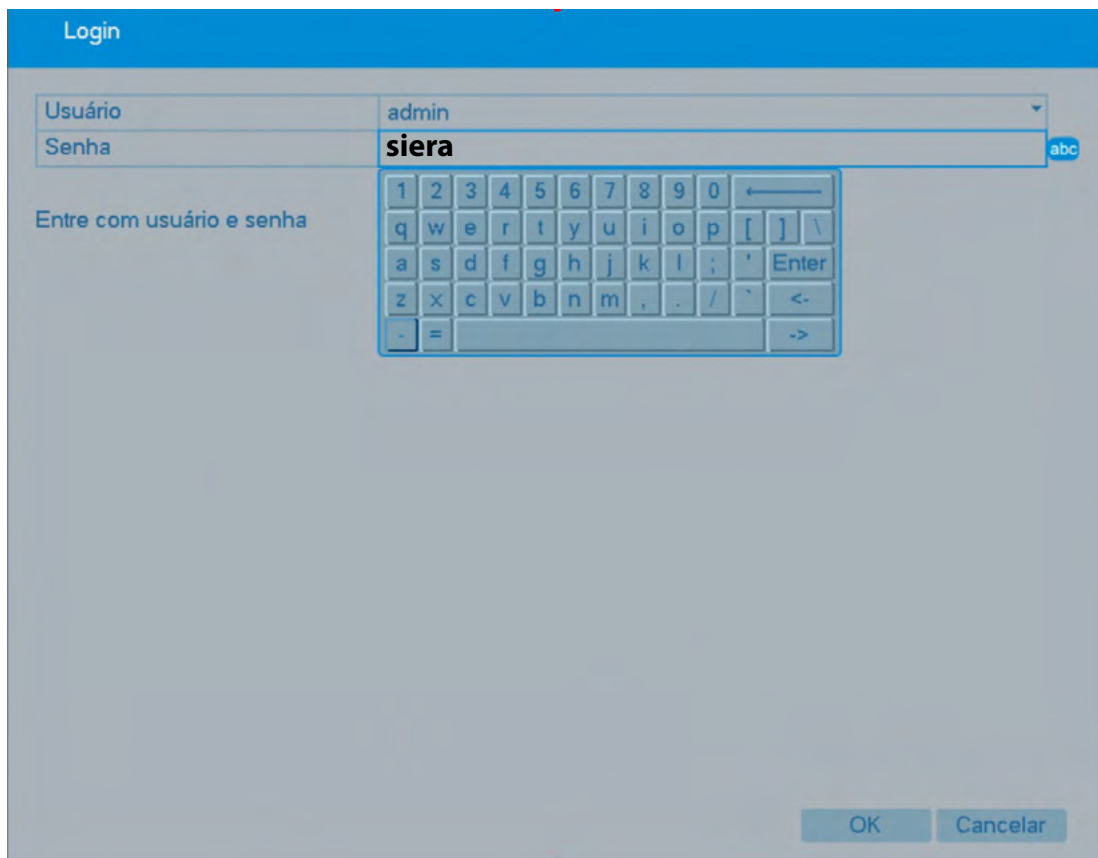 Login
Usuário admin
Senha siera abc
1 2 3 4 5 6 7 8 9 0 ←
Entre com usuário e senha
q w e r t y u i o p [ ] \
a s d f g h j k l ; ' Enter
z x c v b n m , . / ` <-
- = ->
OK Cancelar